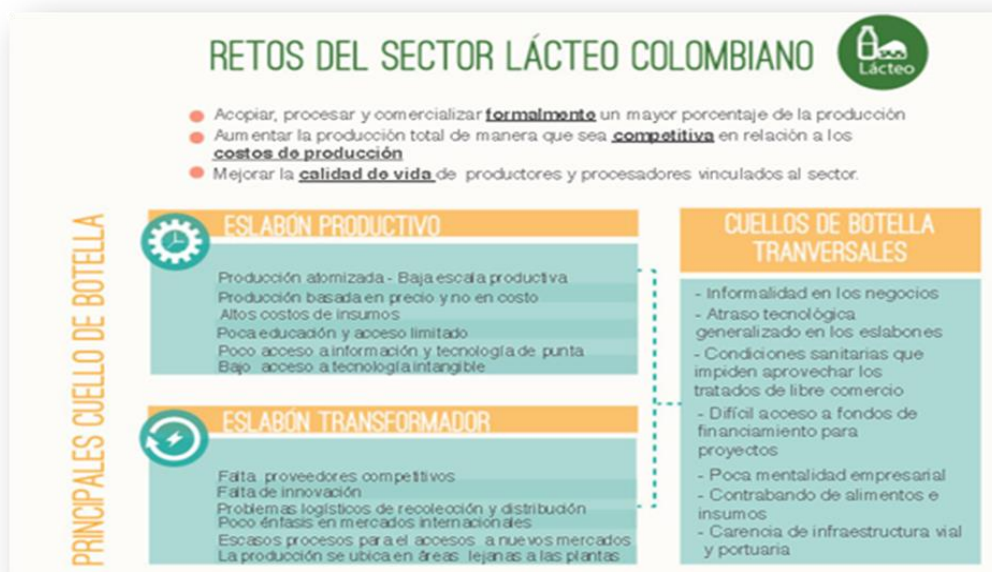 RETOS DEL SECTOR LÁCTEO COLOMBIANO
Lácteo
Acopiar, procesar y comercializar formalmente un mayor porcentaje de la producción
Aumentar la producción total de manera que sea competitiva en relación a los
costos de producción
Mejorar la calidad de vida de productores y procesadores vinculados al sector.
PRINCIPALES CUELLO DE BOTELLA
ESLABÓN PRODUCTIVO
Producción atomizada - Baja escala productiva
Producción basada en precio y no en costo
Altos costos de insumos
Poca educación y acceso limitado
Poco acceso a información y tecnología de punta
Bajo acceso a tecnología intangible
ESLABÓN TRANSFORMADOR
Falta proveedores competitivos
Falta de innovación
Problemas logísticos de recolección y distribución
Poco énfasis en mercados internacionales
Escasos procesos para el accesos a nuevos mercados
La producción se ubica en áreas lejanas a las plantas
CUELLOS DE BOTELLA
TRANVERSALES
- Informalidad en los negocios
- Atraso tecnológica
generalizado en los eslabones
- Condiciones sanitarias que
impiden aprovechar los
tratados de libre comercio
- Difícil acceso a fondos de
financiamiento para
proyectos
- Poca mentalidad empresarial
- Contrabando de alimentos e
insumos
- Carencia de infraestructura vial
y portuaria